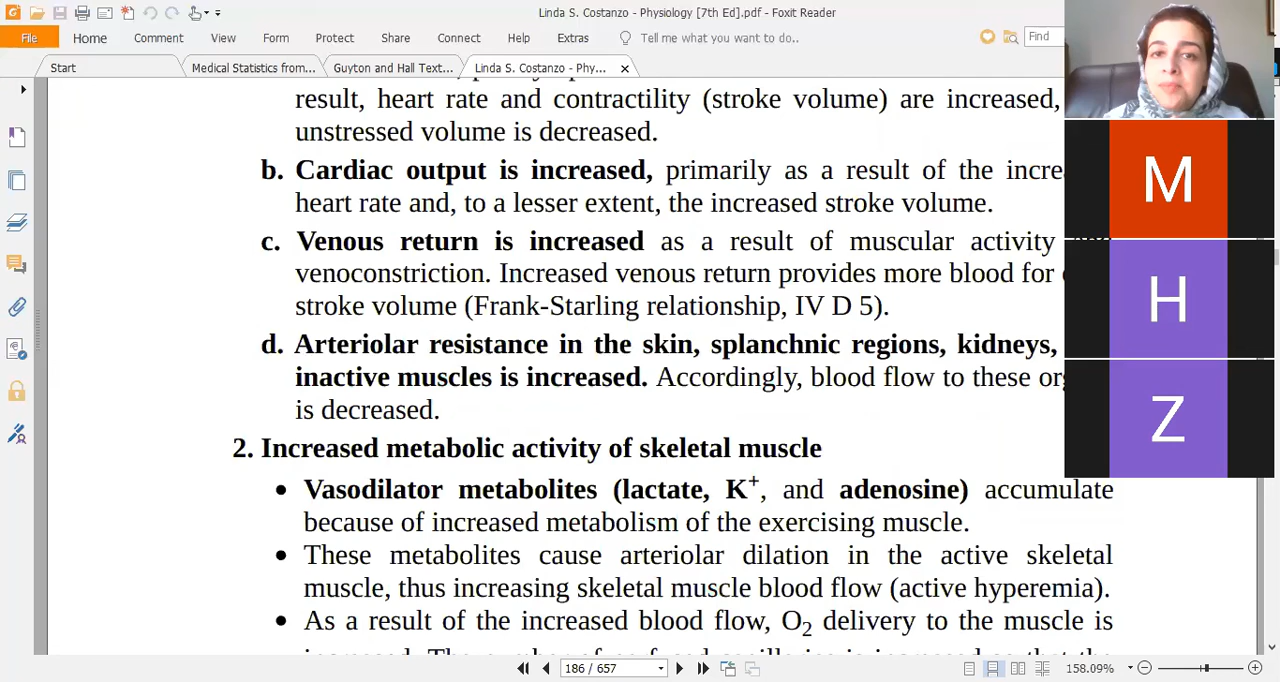 Linda S. Costanzo - Physiology [7th Ed].pdf - Foxit Reader
File Home Comment View Form Protect Share Connect Help Extras Tell me what you want to do.. Find
Start Medical Statistics from... Guyton and Hall Text... Linda S. Costanzo - Phy...
result, heart rate and contractility (stroke volume) are increased,
unstressed volume is decreased.
b. Cardiac output is increased, primarily as a result of the increa
heart rate and, to a lesser extent, the increased stroke volume.
c. Venous return is increased as a result of muscular activity
venoconstriction. Increased venous return provides more blood for
stroke volume (Frank-Starling relationship, IV D 5).
d. Arteriolar resistance in the skin, splanchnic regions, kidneys,
inactive muscles is increased. Accordingly, blood flow to these or
is decreased.
2. Increased metabolic activity of skeletal muscle
• Vasodilator metabolites (lactate, K⁺, and adenosine) accumulate
because of increased metabolism of the exercising muscle.
• These metabolites cause arteriolar dilation in the active skeletal
muscle, thus increasing skeletal muscle blood flow (active hyperemia).
• As a result of the increased blood flow, O₂ delivery to the muscle is
M
H
Z
186 / 657
158.09%